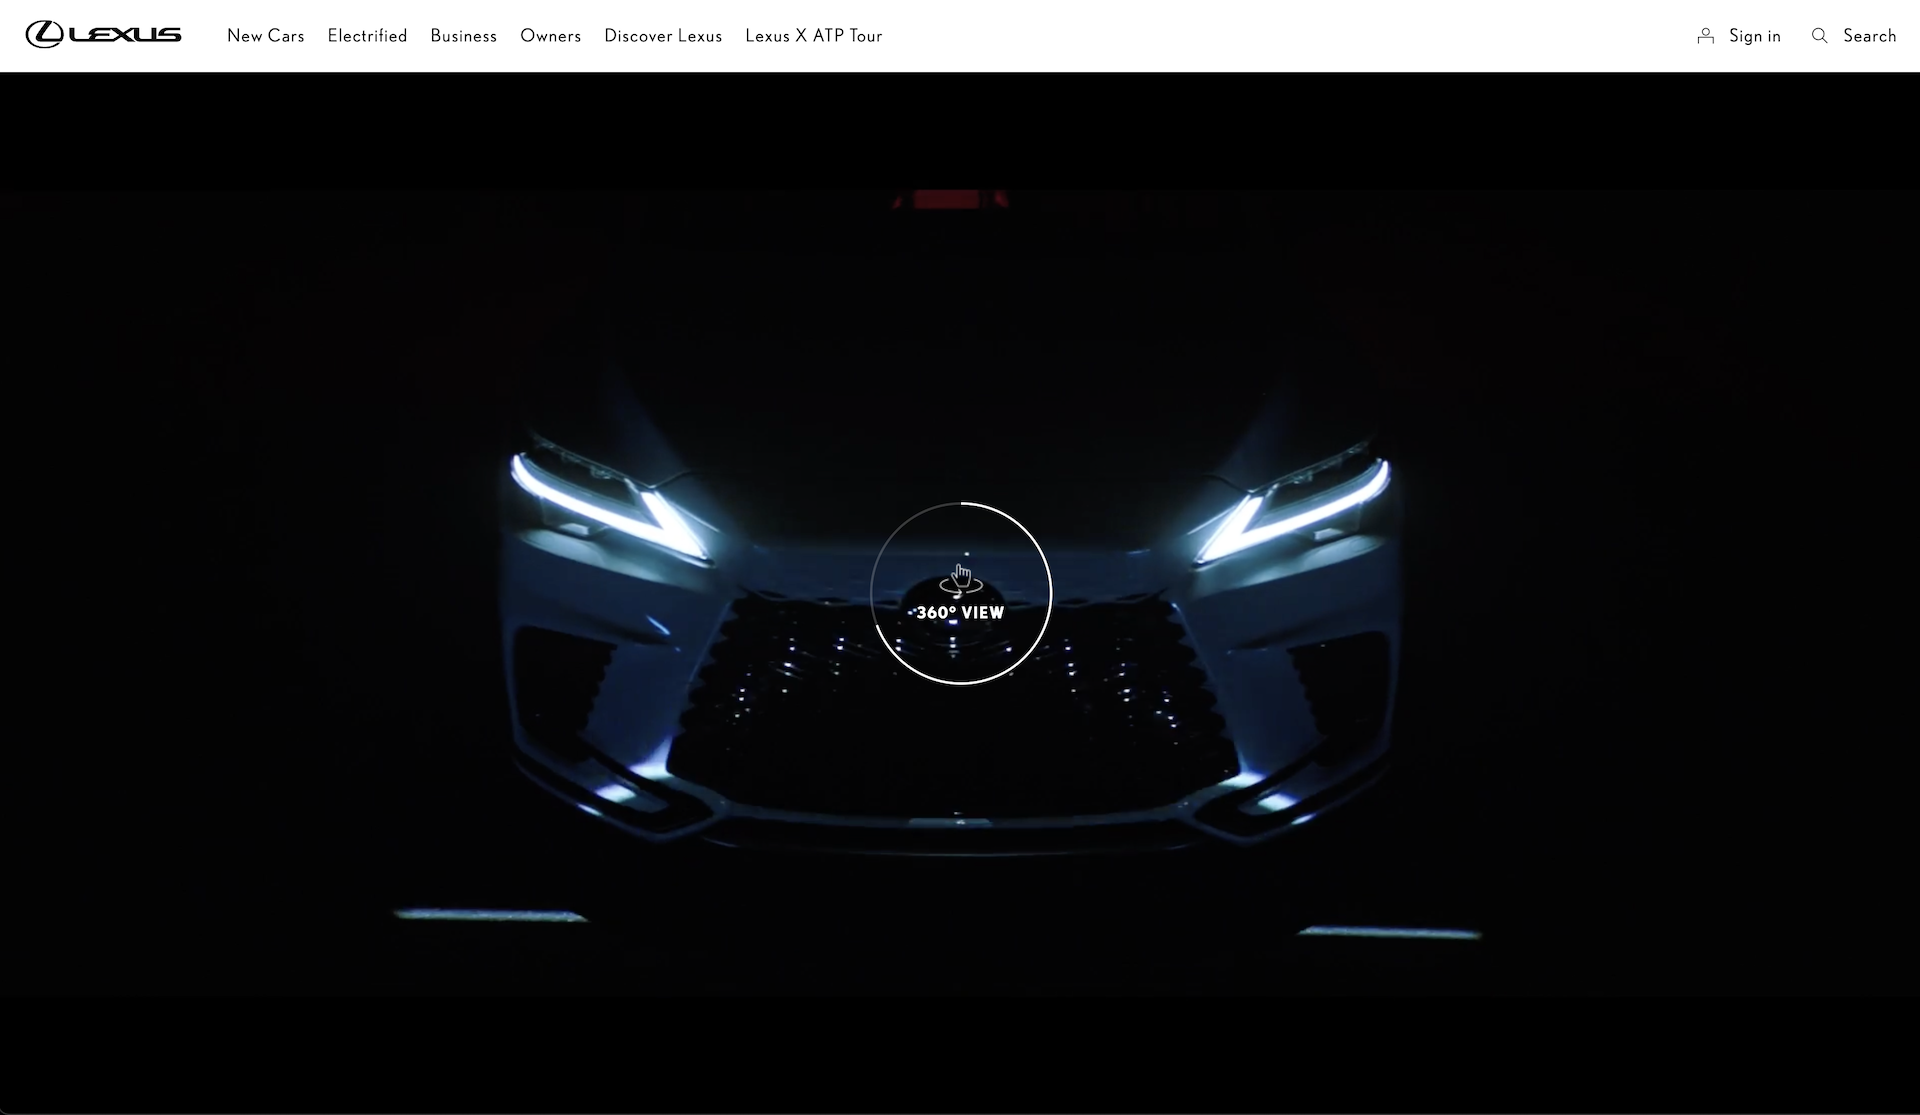 LEXUS
New Cars
Electrified
Business
Owners
Discover Lexus
Lexus X ATP Tour
Sign in
Search
360° VIEW